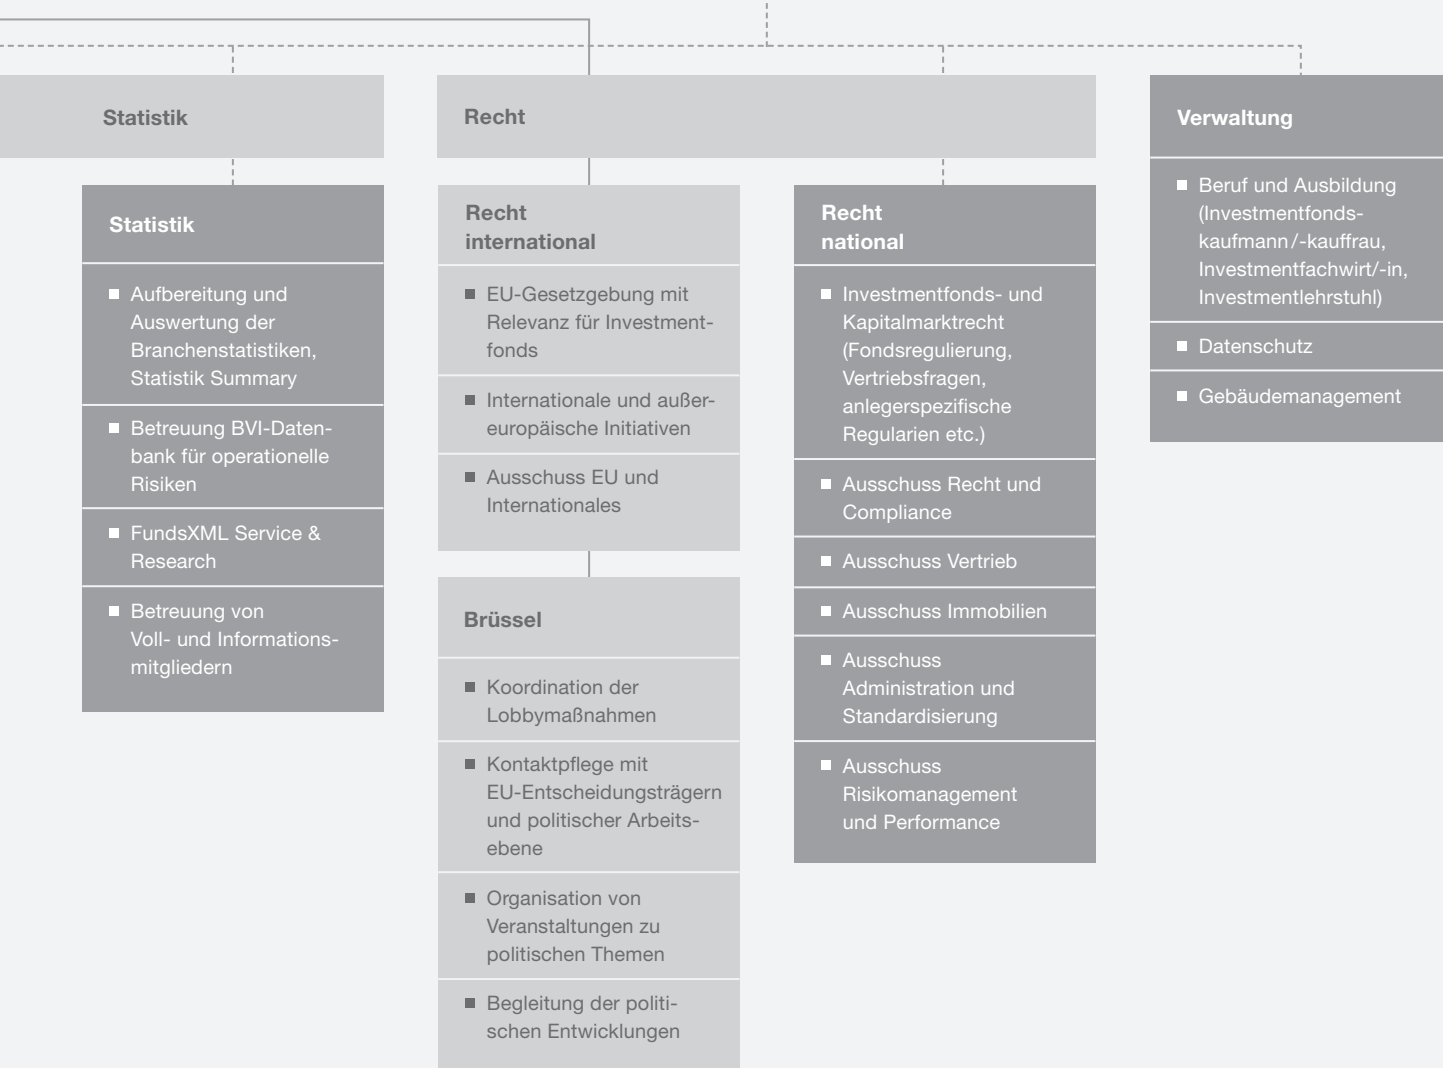 Statistik
Statistik
Aufbereitung und
Auswertung der
Branchenstatistiken,
Statistik Summary
Betreuung BVI-Daten-
bank für operationelle
Risiken
FundsXML Service &
Research
Betreuung von
Voll- und Informations-
mitgliedern
Recht
Recht
international
EU-Gesetzgebung mit
Relevanz für Investment-
fonds
Internationale und außer-
europäische Initiativen
Ausschuss EU und
Internationales
Brüssel
Koordination der
Lobbymaßnahmen
Kontaktpflege mit
EU-Entscheidungsträgern
und politischer Arbeits-
ebene
Organisation von
Veranstaltungen zu
politischen Themen
Begleitung der politi-
schen Entwicklungen
Recht
national
Investmentfonds- und
Kapitalmarktrecht
(Fondsregulierung,
Vertriebsfragen,
anlegerspezifische
Regularien etc.)
Ausschuss Recht und
Compliance
Ausschuss Vertrieb
Ausschuss Immobilien
Ausschuss
Administration und
Standardisierung
Ausschuss
Risikomanagement
und Performance
Verwaltung
Beruf und Ausbildung
(Investmentfonds-
kaufmann/-kauffrau,
Investmentfachwirt/-in,
Investmentlehrstuhl)
Datenschutz
Gebäudemanagement